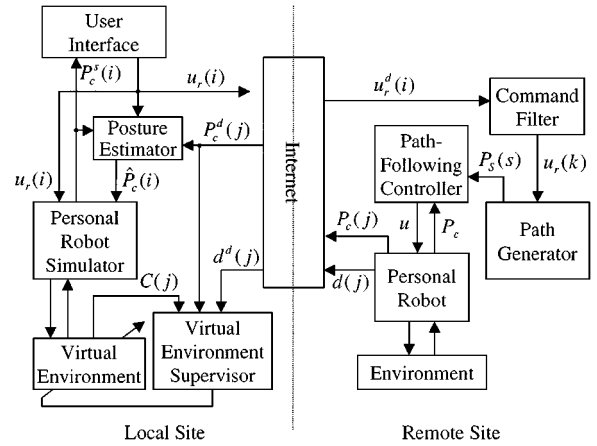 User
Interface
P_c^s(i)
u_r(i)
u_r^d(i)
Command
Filter
Posture
Estimator
P_c^d(j)
Internet
Path-
Following
Controller
P_S(s)
u_r(k)
u_r(i)
P̂_c(i)
Personal
Robot
Simulator
P_c(j)
u
P_c
Path
Generator
d^d(j)
d(j)
Personal
Robot
C(j)
Virtual
Environment
Virtual
Environment
Supervisor
Environment
Local Site
Remote Site